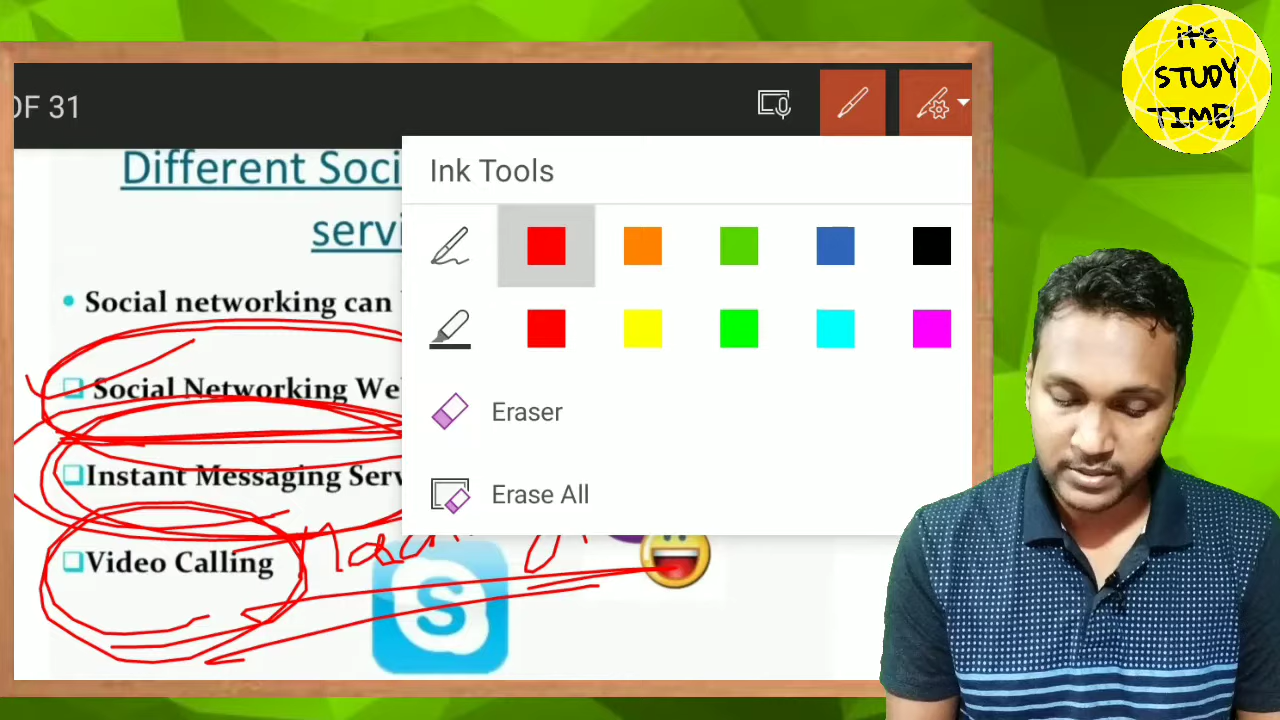 it's
STUDY
TIME!
OF 31
Ink Tools
Different Soci
servi
Social networking can
Social Networking We
Eraser
Instant Messaging Serv
Erase All
Video Calling
S